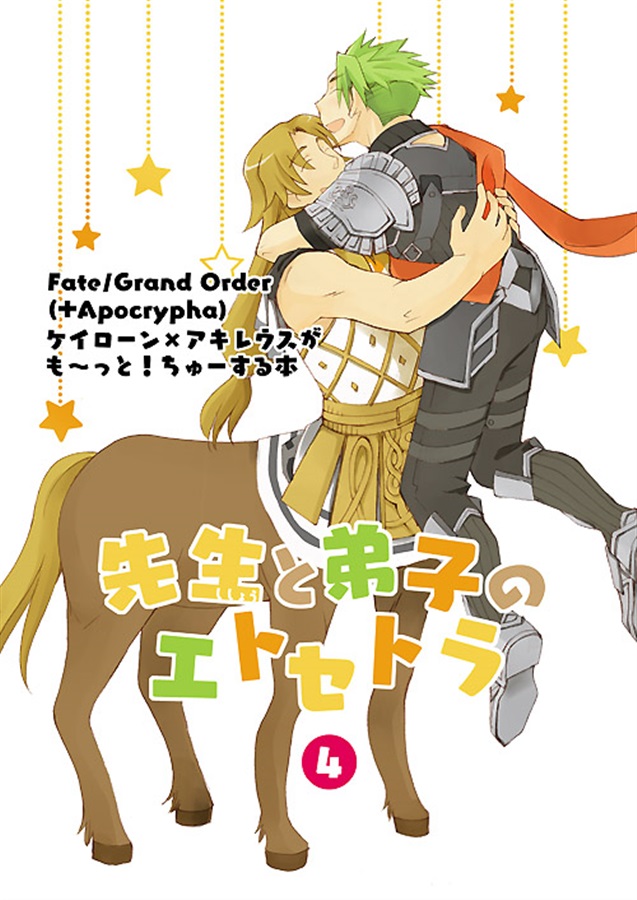 Fate/Grand Order
(+Apocrypha)
ケイローン×アキレウスが
も～っと！ちゅーする本
先生と弟子の
エトセトラ
4